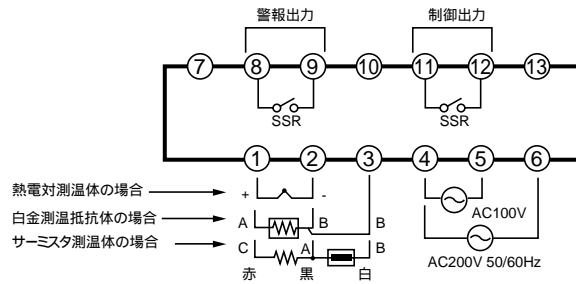 警報出力 制御出力
7 8 9 10 11 12 13
SSR SSR
1 2 3 4 5 6
熱電対測温体の場合 + -
白金測温抵抗体の場合 A B B
サーミスタ測温体の場合 C A B
赤 黒 白
AC100V
AC200V 50/60Hz